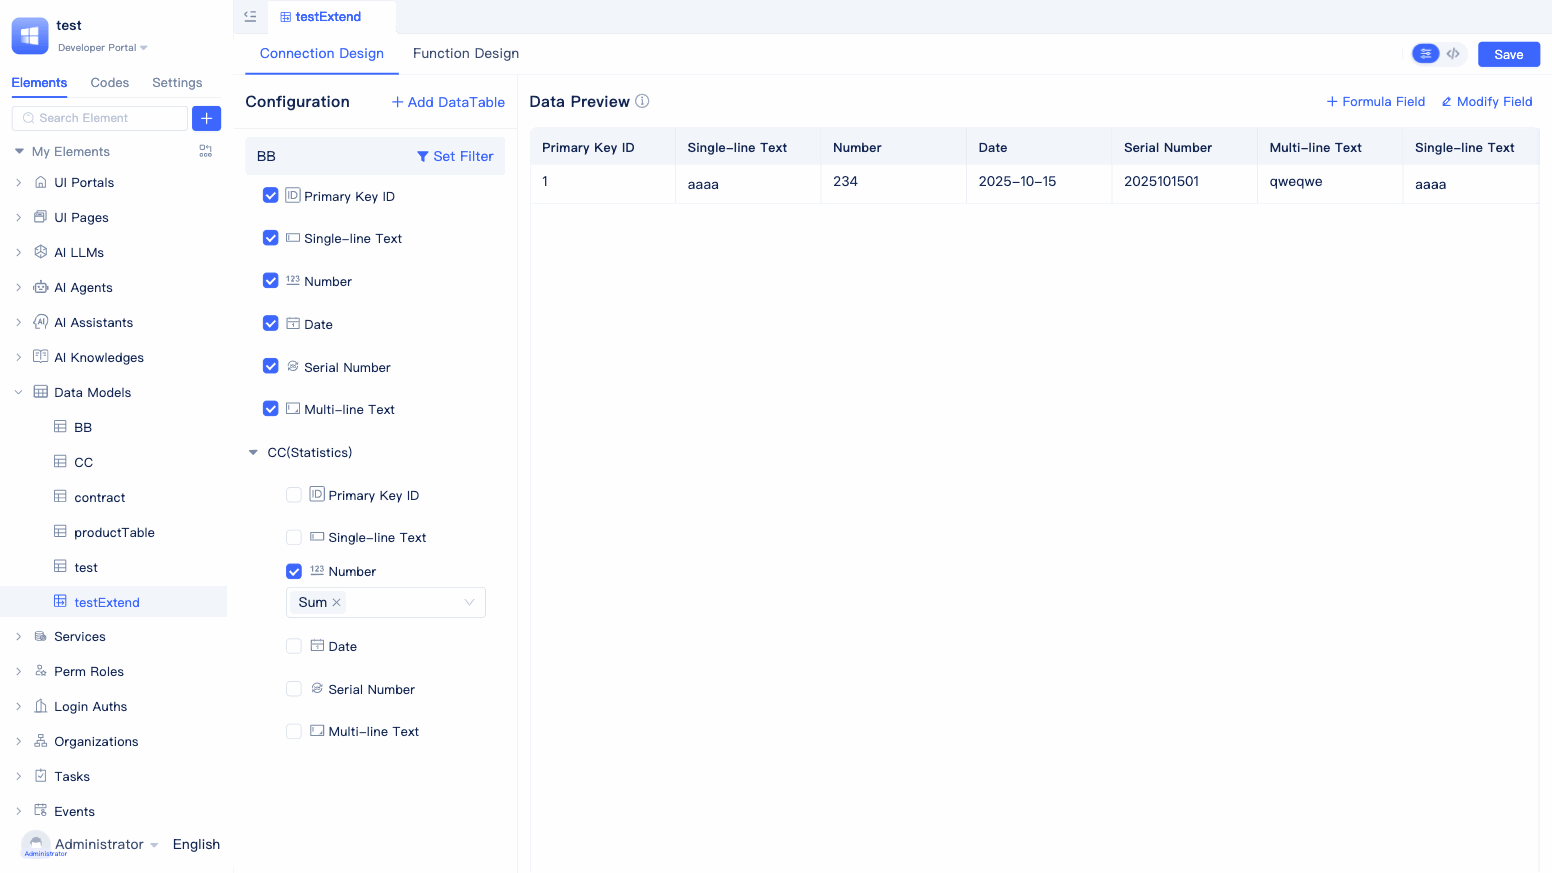 test
Developer Portal
Elements
Codes
Settings
Search Element
My Elements
UI Portals
UI Pages
AI LLMs
AI Agents
AI Assistants
AI Knowledges
Data Models
BB
CC
contract
productTable
test
testExtend
Services
Perm Roles
Login Auths
Organizations
Tasks
Events
Administrator
Administrator
English
testExtend
Connection Design
Function Design
Save
Configuration
Add DataTable
BB
Set Filter
Primary Key ID
Single-line Text
Number
Date
Serial Number
Multi-line Text
CC(Statistics)
Primary Key ID
Single-line Text
Number
Sum
Date
Serial Number
Multi-line Text
Data Preview
Formula Field
Modify Field
Primary Key ID Single-line Text Number Date Serial Number Multi-line Text Single-line Text
1 aaaa 234 2025-10-15 2025101501 qweqwe aaaa